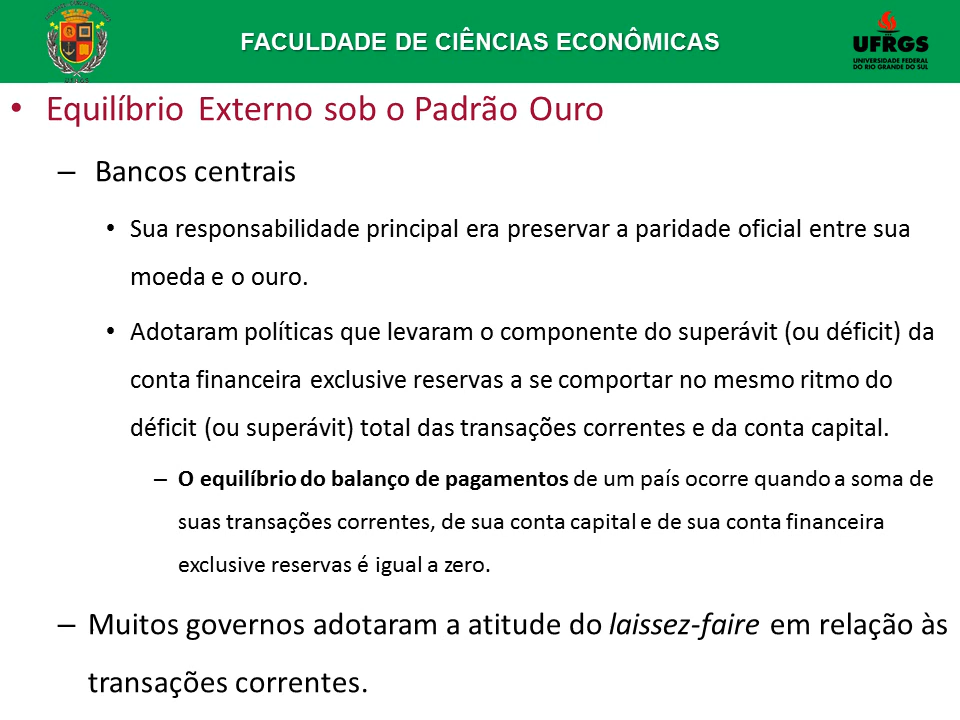 FACULDADE DE CIÊNCIAS ECONÔMICAS
UFRGS
UFRGS
UNIVERSIDADE FEDERAL
DO RIO GRANDE DO SUL
• Equilíbrio Externo sob o Padrão Ouro
– Bancos centrais
• Sua responsabilidade principal era preservar a paridade oficial entre sua
moeda e o ouro.
• Adotaram políticas que levaram o componente do superávit (ou déficit) da
conta financeira exclusive reservas a se comportar no mesmo ritmo do
déficit (ou superávit) total das transações correntes e da conta capital.
– O equilíbrio do balanço de pagamentos de um país ocorre quando a soma de
suas transações correntes, de sua conta capital e de sua conta financeira
exclusive reservas é igual a zero.
– Muitos governos adotaram a atitude do laissez-faire em relação às
transações correntes.